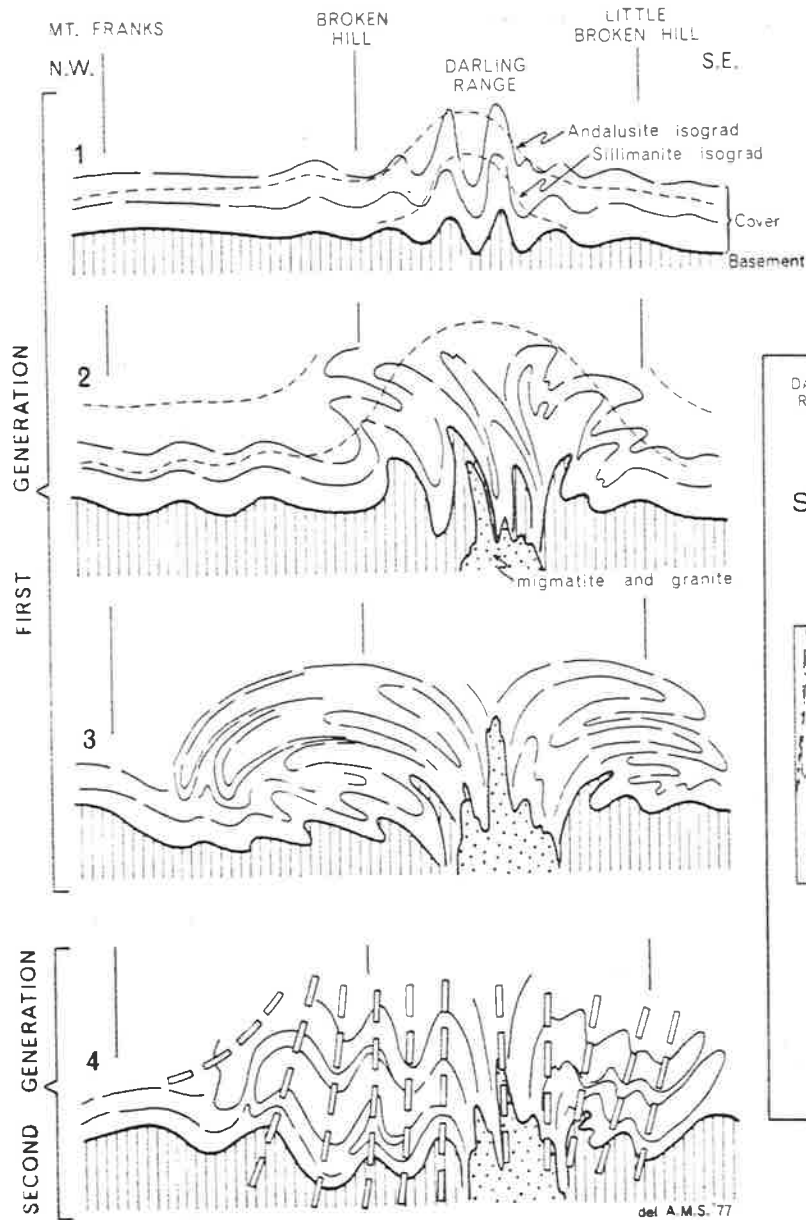 MT. FRANKS
BROKEN
HILL
LITTLE
BROKEN HILL
N.W.
DARLING
RANGE
S.E.
1
Andalusite isograd
Sillimanite isograd
Cover
Basement
2
migmatite and granite
3
FIRST GENERATION
4
SECOND GENERATION
del A.M.S. '77